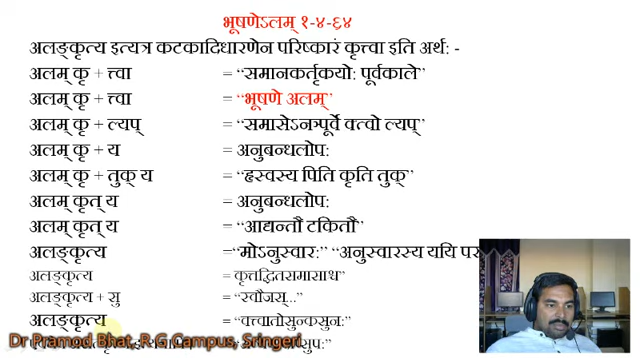 भूषणेऽलम् १-४-६४
अलङ्कृत्य इत्यत्र कटकादिधारणेन परिष्कारं कृत्त्वा इति अर्थ: -
अलम् कृ + त्त्वा = “समानकर्तृकयो: पूर्वकाले”
अलम् कृ + त्त्वा = “भूषणे अलम्”
अलम् कृ + ल्यप् = “समासेऽनञ्पूर्वे क्त्वो ल्यप्”
अलम् कृ + य = अनुबन्धलोप:
अलम् कृ + तुक् य = “हृस्वस्य पिति कृति तुक्”
अलम् कृत् य = अनुबन्धलोप:
अलम् कृत् य = “आद्यन्तौ टकितौ”
अलङ्कृत्य =“मोऽनुस्वार:” “अनुस्वारस्य ययि
अलङ्कृत्य = कृत्तद्धितसमासाश्च”
अलङ्कृत्य + सु = “स्वौजस्...”
अलङ्कृत्य = “क्त्वातोसुन्कसुन:”
Dr Pramod Bhat, R G Campus, Sringeri